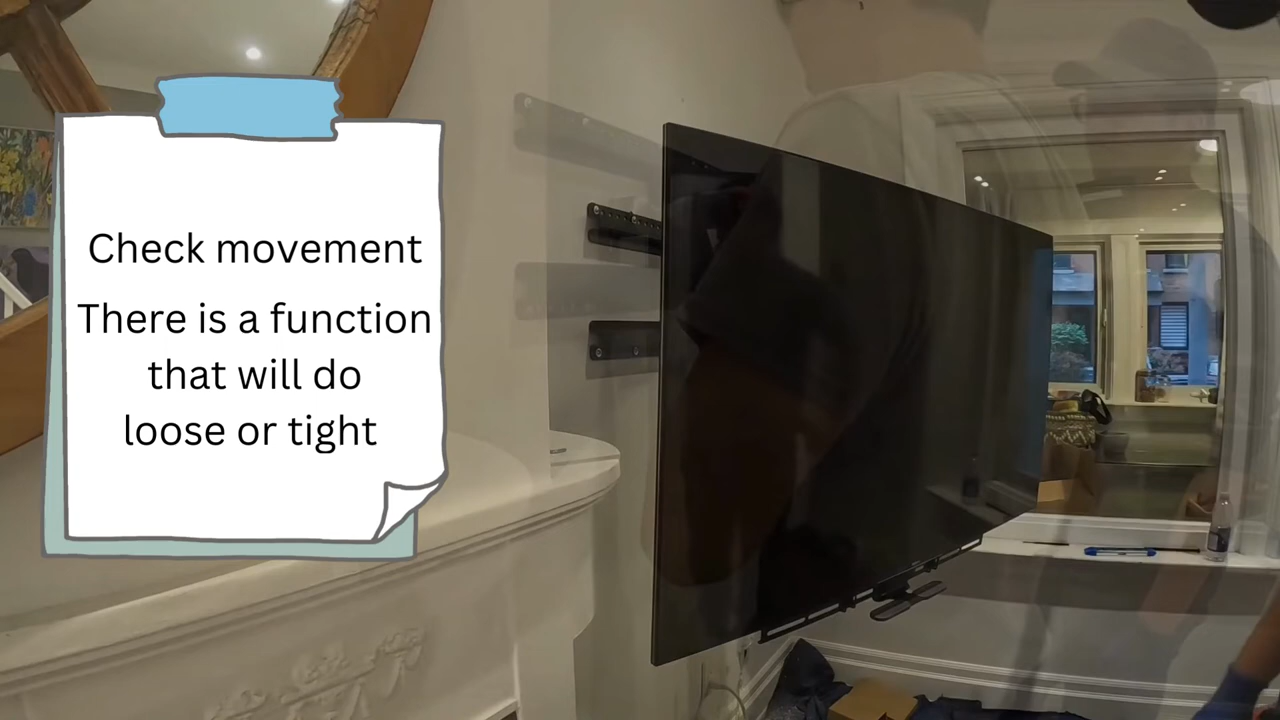 Check movement
There is a function
that will do
loose or tight